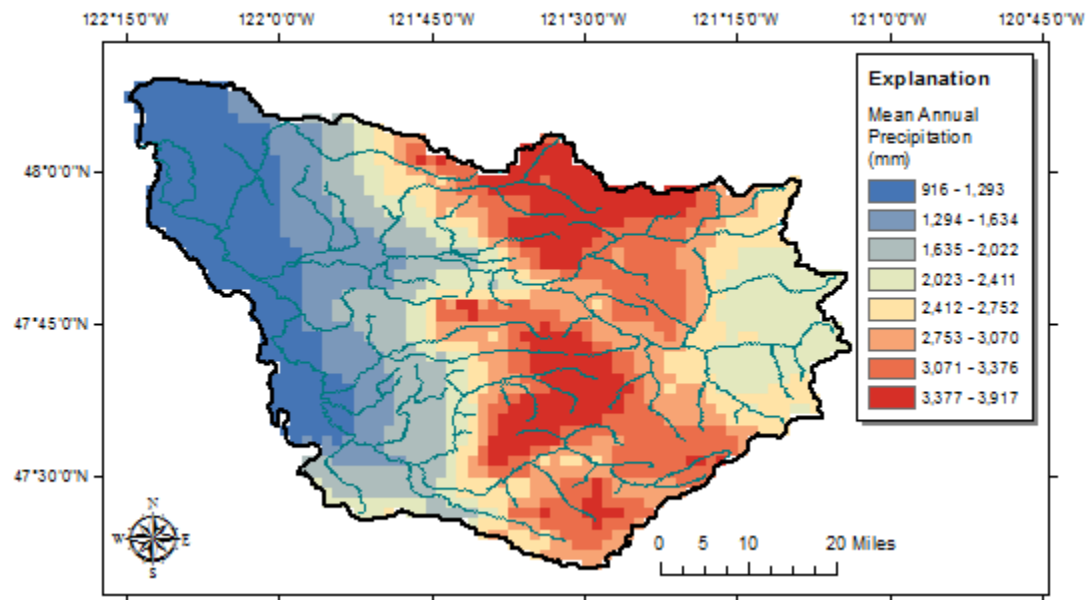 122°15'0"W 122°0'0"W 121°45'0"W 121°30'0"W 121°15'0"W 121°0'0"W 120°45'0"W
Explanation
Mean Annual
Precipitation
(mm)
916 - 1,293
1,294 - 1,634
1,635 - 2,022
2,023 - 2,411
2,412 - 2,752
2,753 - 3,070
3,071 - 3,376
3,377 - 3,917
48°0'0"N
47°45'0"N
47°30'0"N
N
W E
S
0 5 10 20 Miles